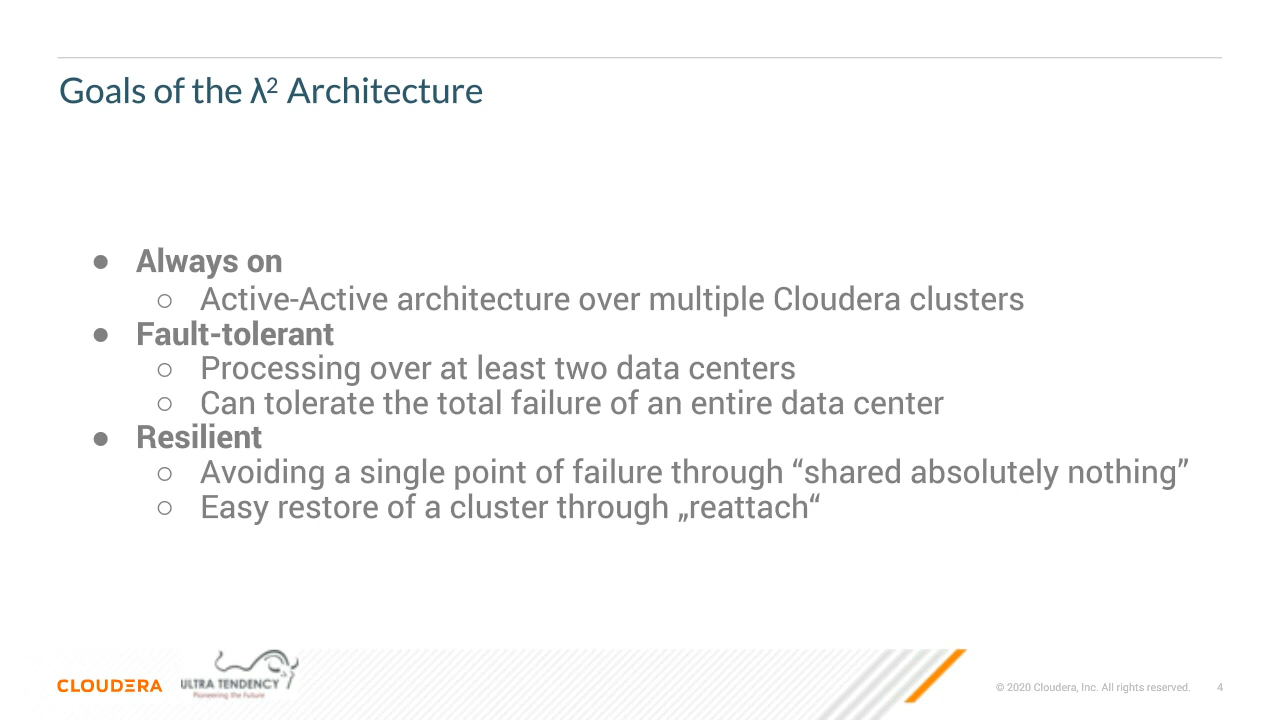 Goals of the λ² Architecture
● Always on
○ Active-Active architecture over multiple Cloudera clusters
● Fault-tolerant
○ Processing over at least two data centers
○ Can tolerate the total failure of an entire data center
● Resilient
○ Avoiding a single point of failure through “shared absolutely nothing”
○ Easy restore of a cluster through „reattach“
CLOUDERA
ULTRA TENDENCY
Pioneering the Future
© 2020 Cloudera, Inc. All rights reserved. 4